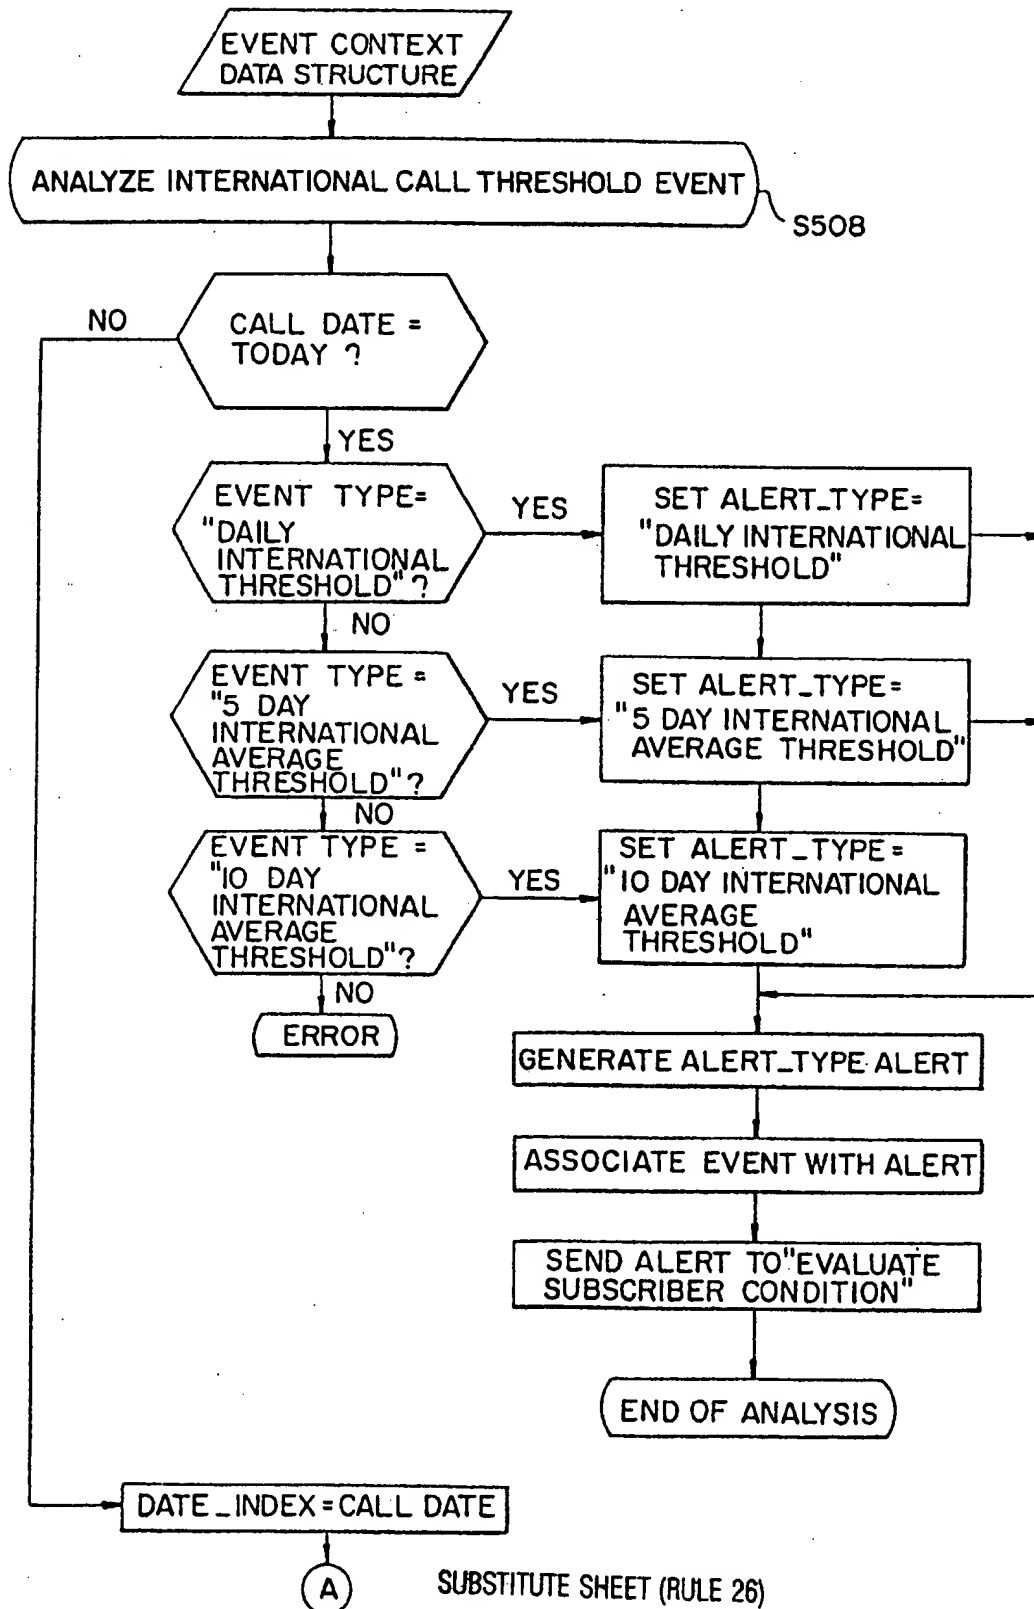 EVENT CONTEXT
DATA STRUCTURE
ANALYZE INTERNATIONAL CALL THRESHOLD EVENT
S508
CALL DATE =
TODAY ?
NO
YES
EVENT TYPE=
"DAILY
INTERNATIONAL
THRESHOLD" ?
YES
SET ALERT_TYPE=
"DAILY INTERNATIONAL
THRESHOLD"
NO
EVENT TYPE =
"5 DAY
INTERNATIONAL
AVERAGE
THRESHOLD"?
YES
SET ALERT_TYPE=
"5 DAY INTERNATIONAL
AVERAGE THRESHOLD"
NO
EVENT TYPE =
"10 DAY
INTERNATIONAL
AVERAGE
THRESHOLD"?
YES
SET ALERT_TYPE=
"10 DAY INTERNATIONAL
AVERAGE
THRESHOLD"
NO
ERROR
GENERATE ALERT_TYPE ALERT
ASSOCIATE EVENT WITH ALERT
SEND ALERT TO "EVALUATE
SUBSCRIBER CONDITION"
END OF ANALYSIS
DATE_INDEX = CALL DATE
A
SUBSTITUTE SHEET (RULE 26)